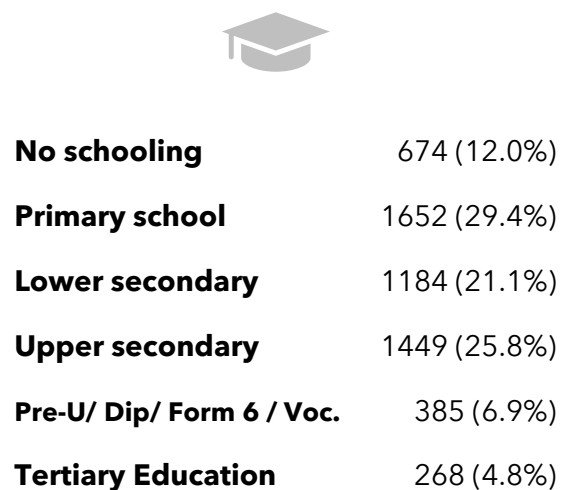 No schooling 674 (12.0%)
Primary school 1652 (29.4%)
Lower secondary 1184 (21.1%)
Upper secondary 1449 (25.8%)
Pre-U/ Dip/ Form 6 / Voc. 385 (6.9%)
Tertiary Education 268 (4.8%)